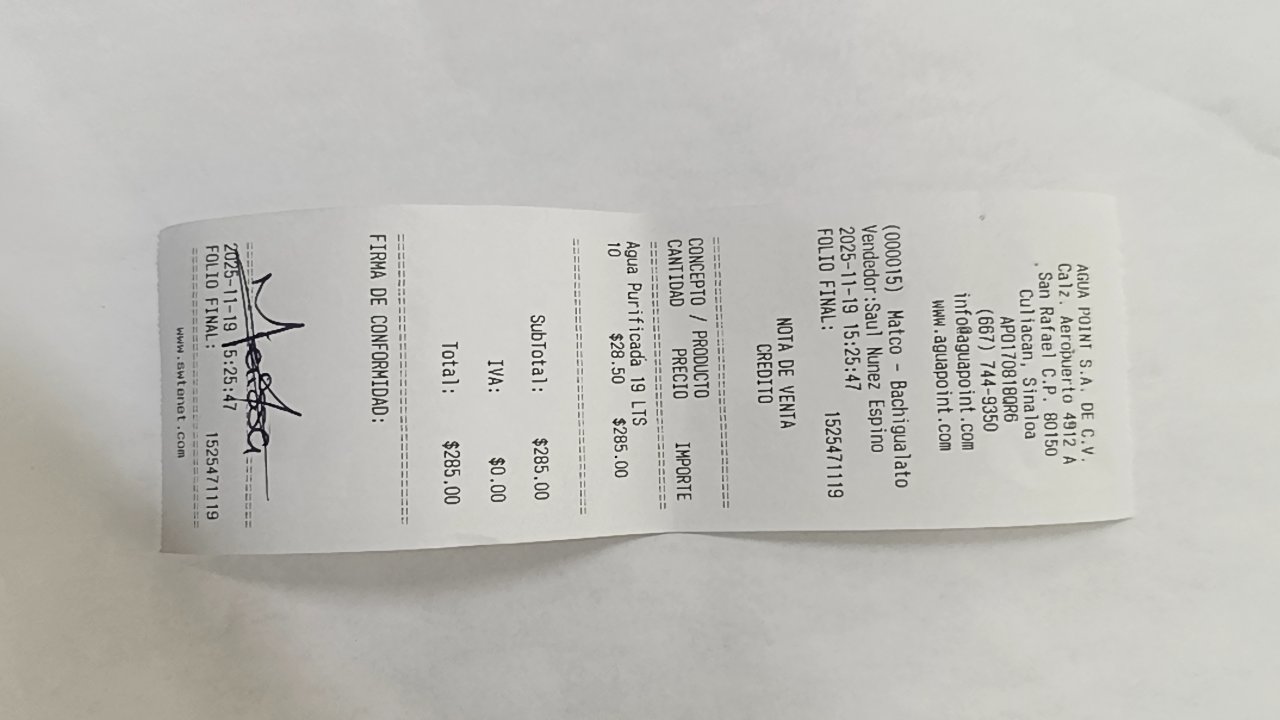 AGUA POINT S.A. DE C.V.
Calz. Aeropuerto 4912 A
San Rafael C.P. 80150
. Culiacan, Sinaloa
APO170818QR6
(667) 744-9350
info@aguapoint.com
www.aguapoint.com
(000015) Matco - Bachigualato
Vendedor:Saul Nunez Espino
2025-11-19 15:25:47
FOLIO FINAL: 1525471119
NOTA DE VENTA
CREDITO
CONCEPTO / PRODUCTO
CANTIDAD PRECIO IMPORTE
Agua Purificada 19 LTS
10 $28.50 $285.00
SubTotal: $285.00
IVA: $0.00
Total: $285.00
FIRMA DE CONFORMIDAD:
2025-11-19 15:25:47
FOLIO FINAL: 1525471119
www.swtonet.com